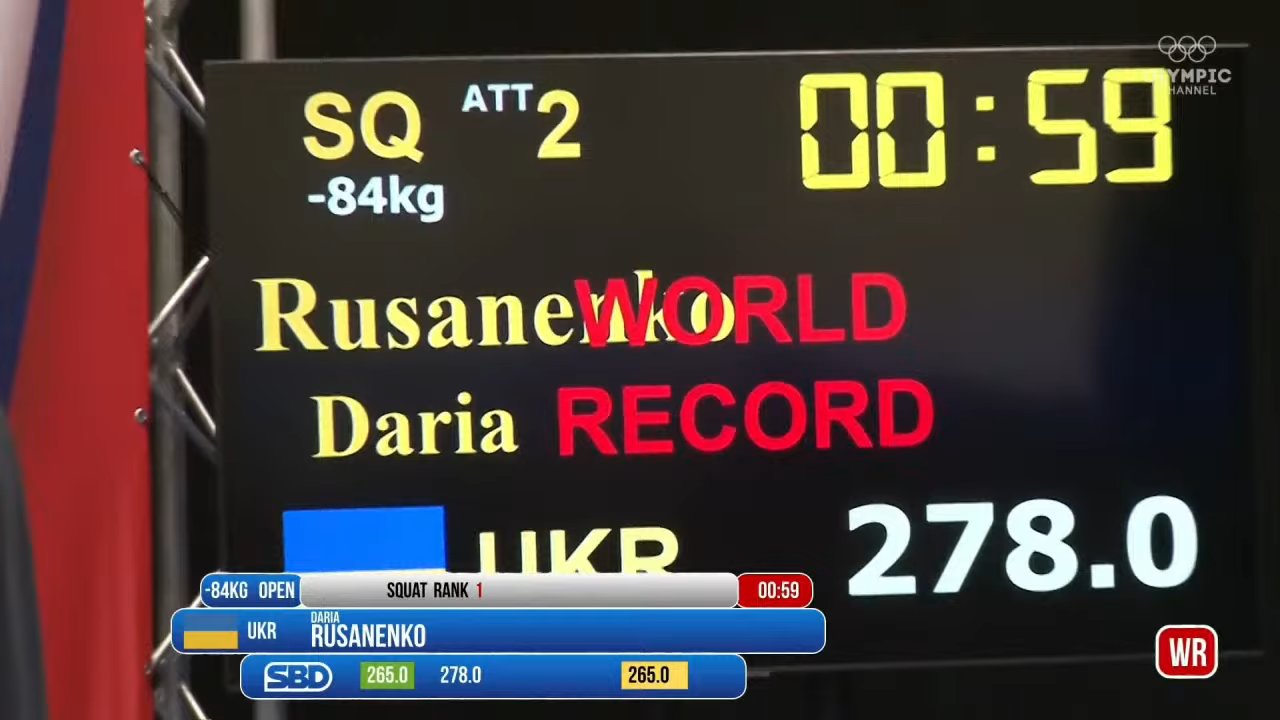 SQ ATT 2 00:59
-84kg
Rusanenko WORLD
Daria RECORD
UKR 278.0
OLYMPIC
CHANNEL
-84KG OPEN SQUAT RANK 1 00:59
UKR DARIA RUSANENKO
SBD 265.0 278.0 265.0
WR